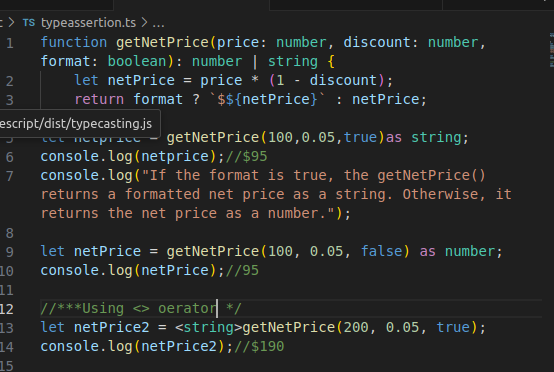 c > TS typeassertion.ts > ...
1 function getNetPrice(price: number, discount: number,
format: boolean): number | string {
2 let netPrice = price * (1 - discount);
3 return format ? `$${netPrice}` : netPrice;
escript/dist/typecasting.js
5 let netprice = getNetPrice(100,0.05,true)as string;
6 console.log(netprice);//$95
7 console.log("If the format is true, the getNetPrice()
returns a formatted net price as a string. Otherwise, it
returns the net price as a number.");
8
9 let netPrice = getNetPrice(100, 0.05, false) as number;
10 console.log(netPrice);//95
11
12 //***Using <> oerator */
13 let netPrice2 = <string>getNetPrice(200, 0.05, true);
14 console.log(netPrice2);//$190
15